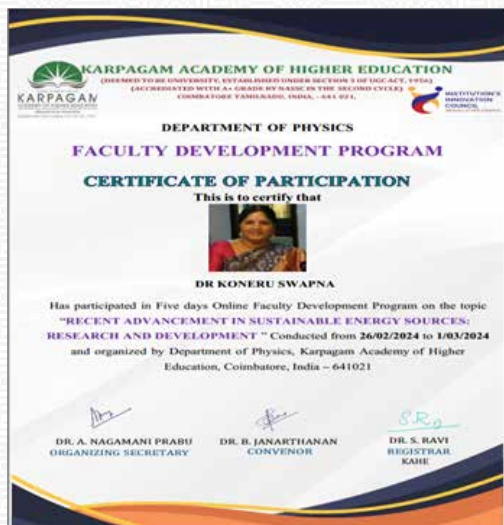 KARPAGAM ACADEMY OF HIGHER EDUCATION
(DEEMED TO BE UNIVERSITY, ESTABLISHED UNDER SECTION 3 OF UGC ACT, 1956)
(ACCREDITED WITH A+ GRADE BY NAAC IN THE SECOND CYCLE)
COIMBATORE TAMILNADU, INDIA, - 641 021,
KARPAGAM
INSTITUTION'S
INNOVATION
COUNCIL
DEPARTMENT OF PHYSICS
FACULTY DEVELOPMENT PROGRAM
CERTIFICATE OF PARTICIPATION
This is to certify that
DR KONERU SWAPNA
Has participated in Five days Online Faculty Development Program on the topic
"RECENT ADVANCEMENT IN SUSTAINABLE ENERGY SOURCES:
RESEARCH AND DEVELOPMENT " Conducted from 26/02/2024 to 1/03/2024
and organized by Department of Physics, Karpagam Academy of Higher
Education, Coimbatore, India – 641021
DR. A. NAGAMANI PRABU
ORGANIZING SECRETARY
DR. B. JANARTHANAN
CONVENOR
DR. S. RAVI
REGISTRAR
KAHE